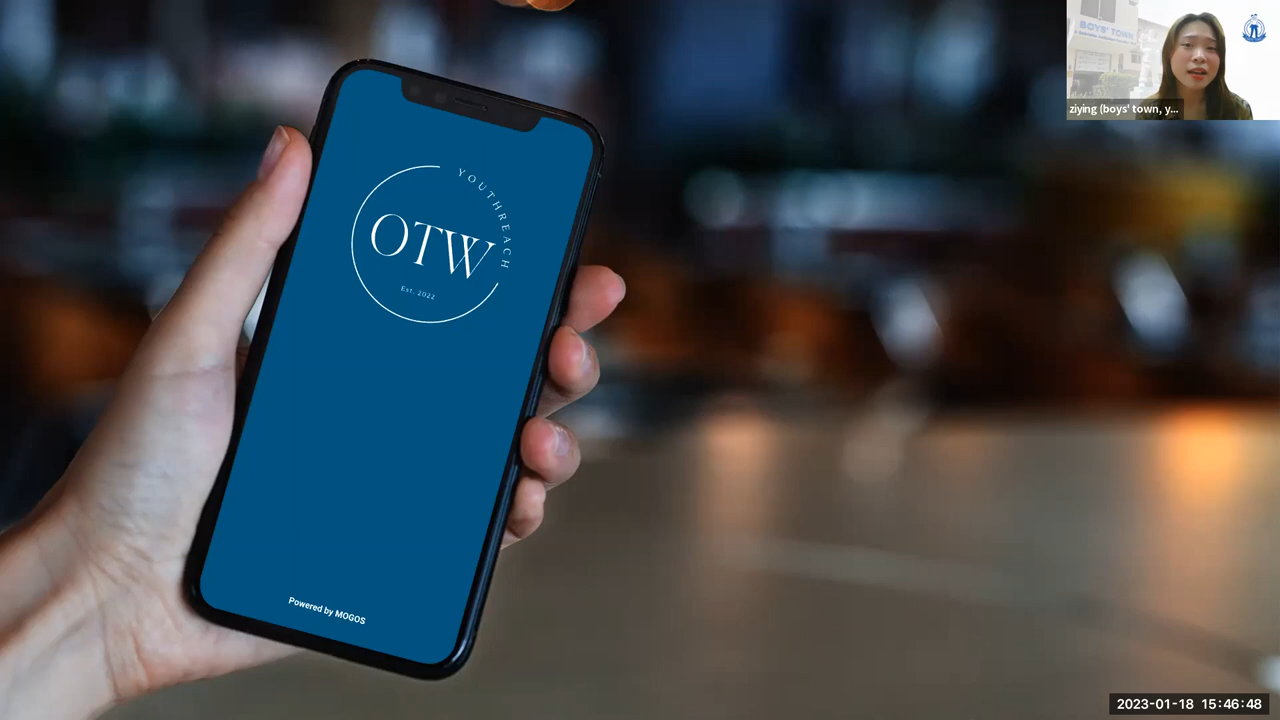 BOYS' TOWN
ziying (boys' town, y...
YOUTHREACH
OTW
Est. 2022
Powered by MOGOS
2023-01-18 15:46:48